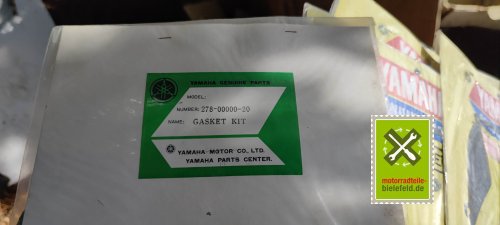 YAMAHA GENUINE PARTS
MODEL:
NUMBER: 278-00000-20
NAME: GASKET KIT
YAMAHA MOTOR CO., LTD.
YAMAHA PARTS CENTER.
YAMAHA
motorradteile-
bielefeld.de